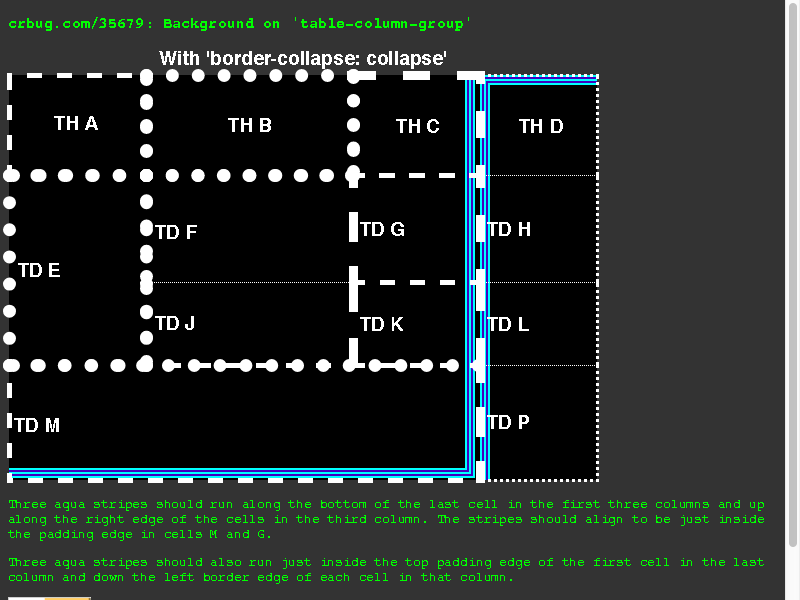 crbug.com/35679: Background on 'table-column-group'
With 'border-collapse: collapse'
TH A TH B TH C TH D
TD F TD G TD H
TD E
TD J TD K TD L
TD M TD P
Three aqua stripes should run along the bottom of the last cell in the first three columns and up
along the right edge of the cells in the third column. The stripes should align to be just inside
the padding edge in cells M and G.
Three aqua stripes should also run just inside the top padding edge of the first cell in the last
column and down the left border edge of each cell in that column.